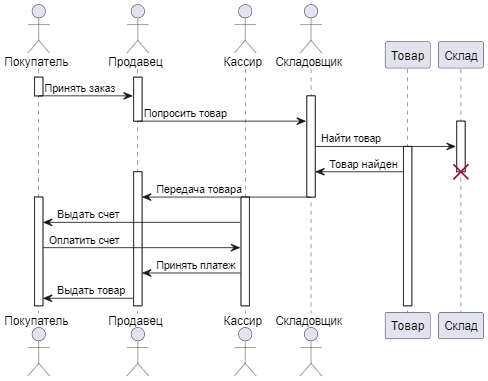 Покупатель Продавец Кассир Складовщик Товар Склад
Принять заказ
Попросить товар
Найти товар
Товар найден
Передача товара
Выдать счет
Оплатить счет
Принять платеж
Выдать товар
Покупатель Продавец Кассир Складовщик Товар Склад